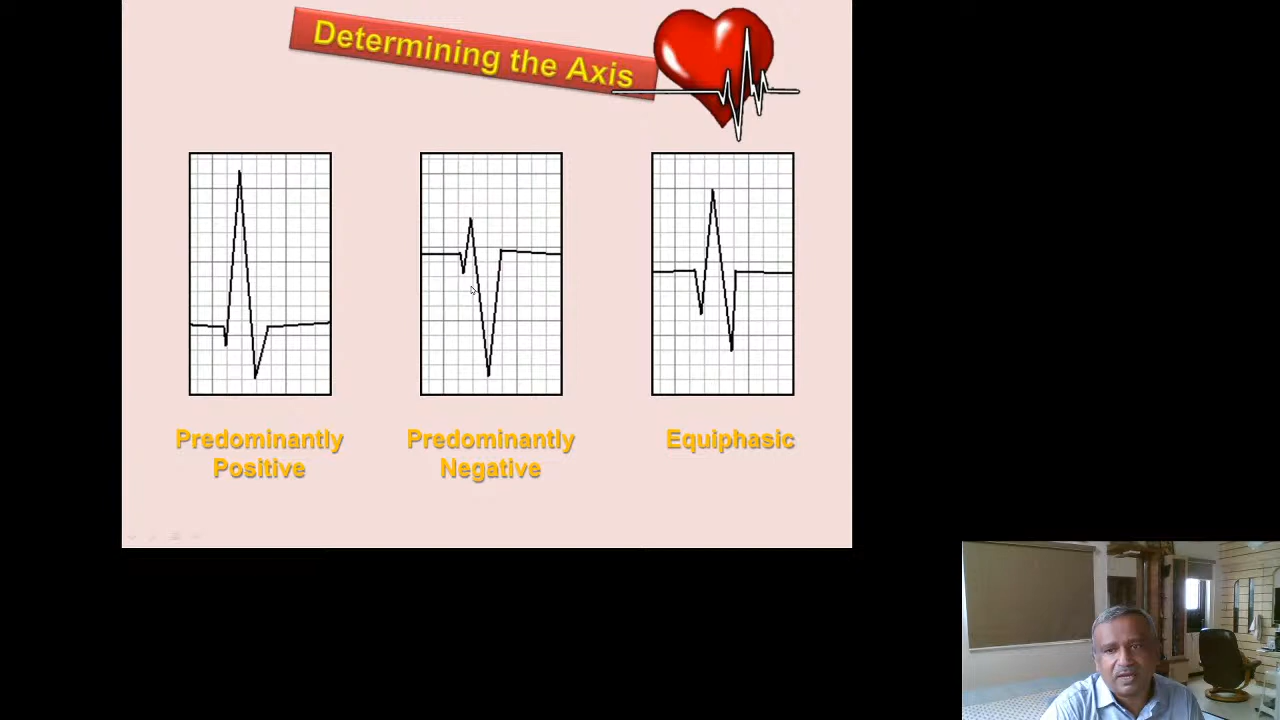 Determining the Axis
Predominantly
Positive
Predominantly
Negative
Equiphasic